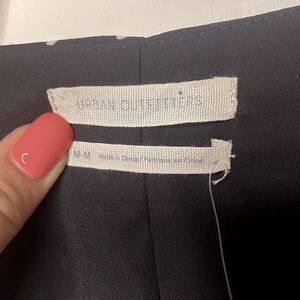 URBAN OUTFITTERS
M-M Made in China / Fabriqué en Chine